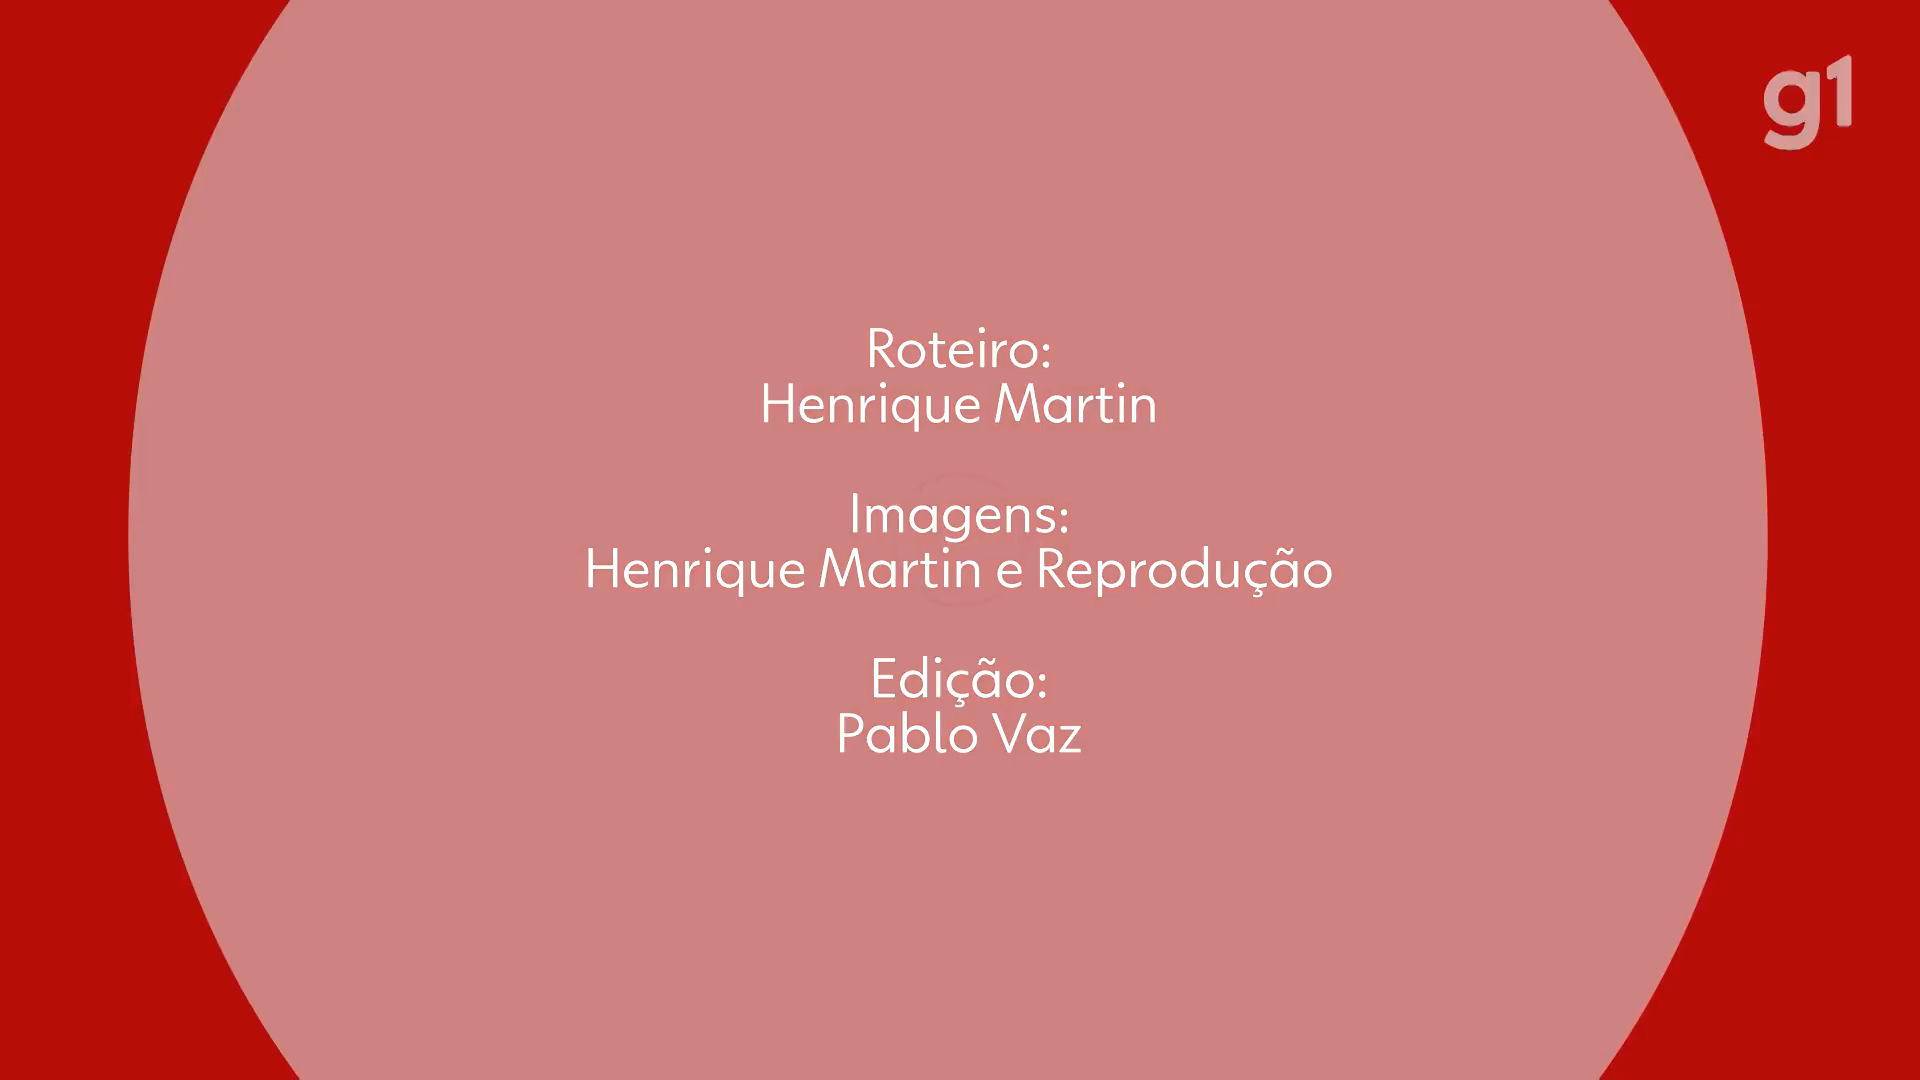 g1
Roteiro:
Henrique Martin
Imagens:
Henrique Martin e Reprodução
Edição:
Pablo Vaz